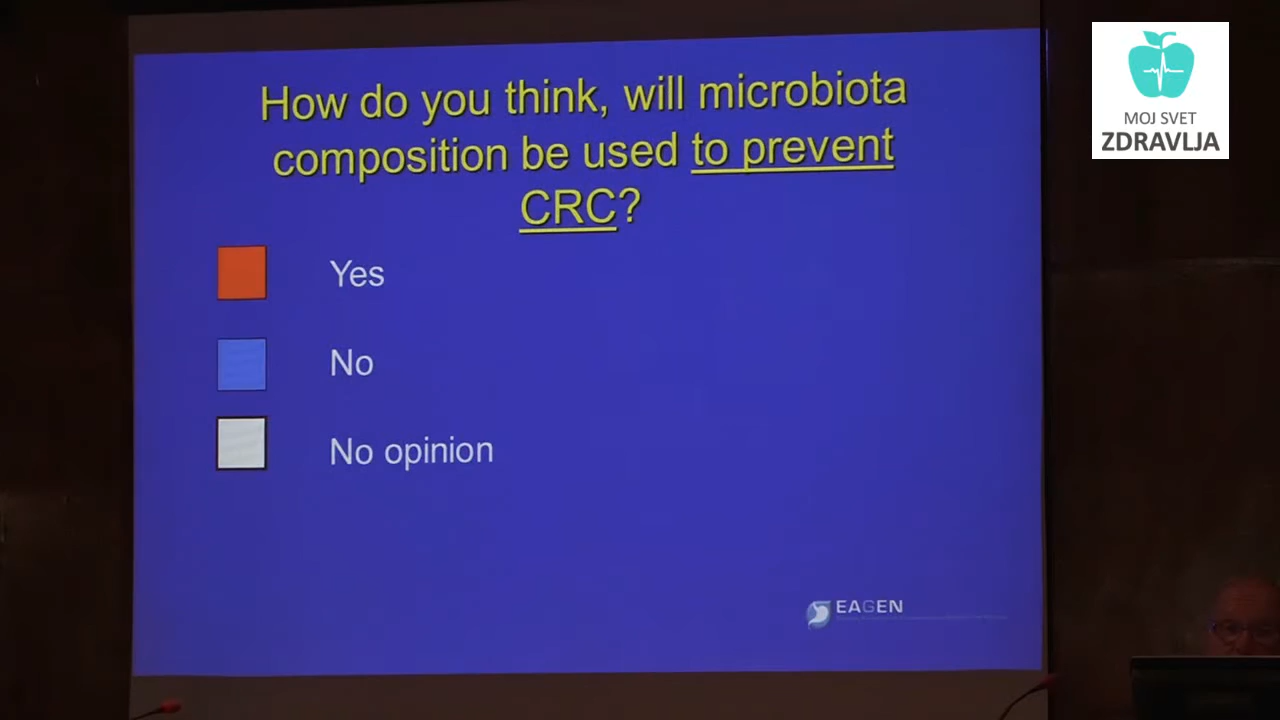 How do you think, will microbiota
composition be used to prevent
CRC?
Yes
No
No opinion
EAGEN
MOJ SVET
ZDRAVLJA